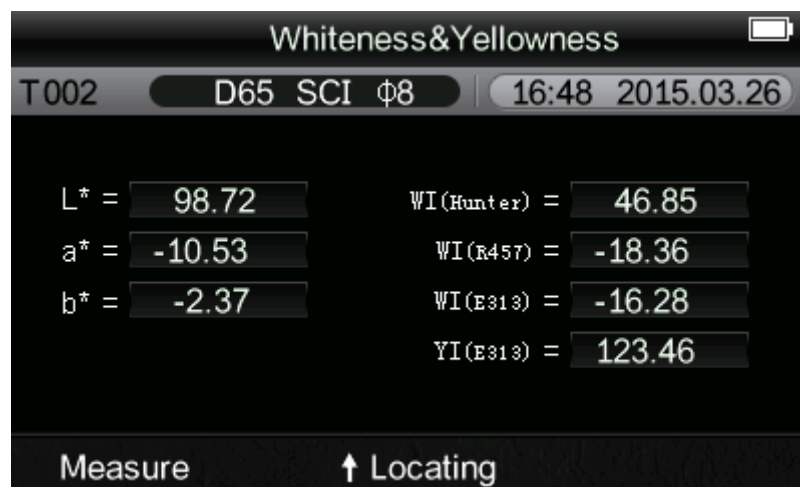 Whiteness&Yellowness
T002 D65 SCI Φ8 16:48 2015.03.26
L* = 98.72 WI(Hunter) = 46.85
a* = -10.53 WI(R457) = -18.36
b* = -2.37 WI(E313) = -16.28
YI(E313) = 123.46
Measure ↑ Locating